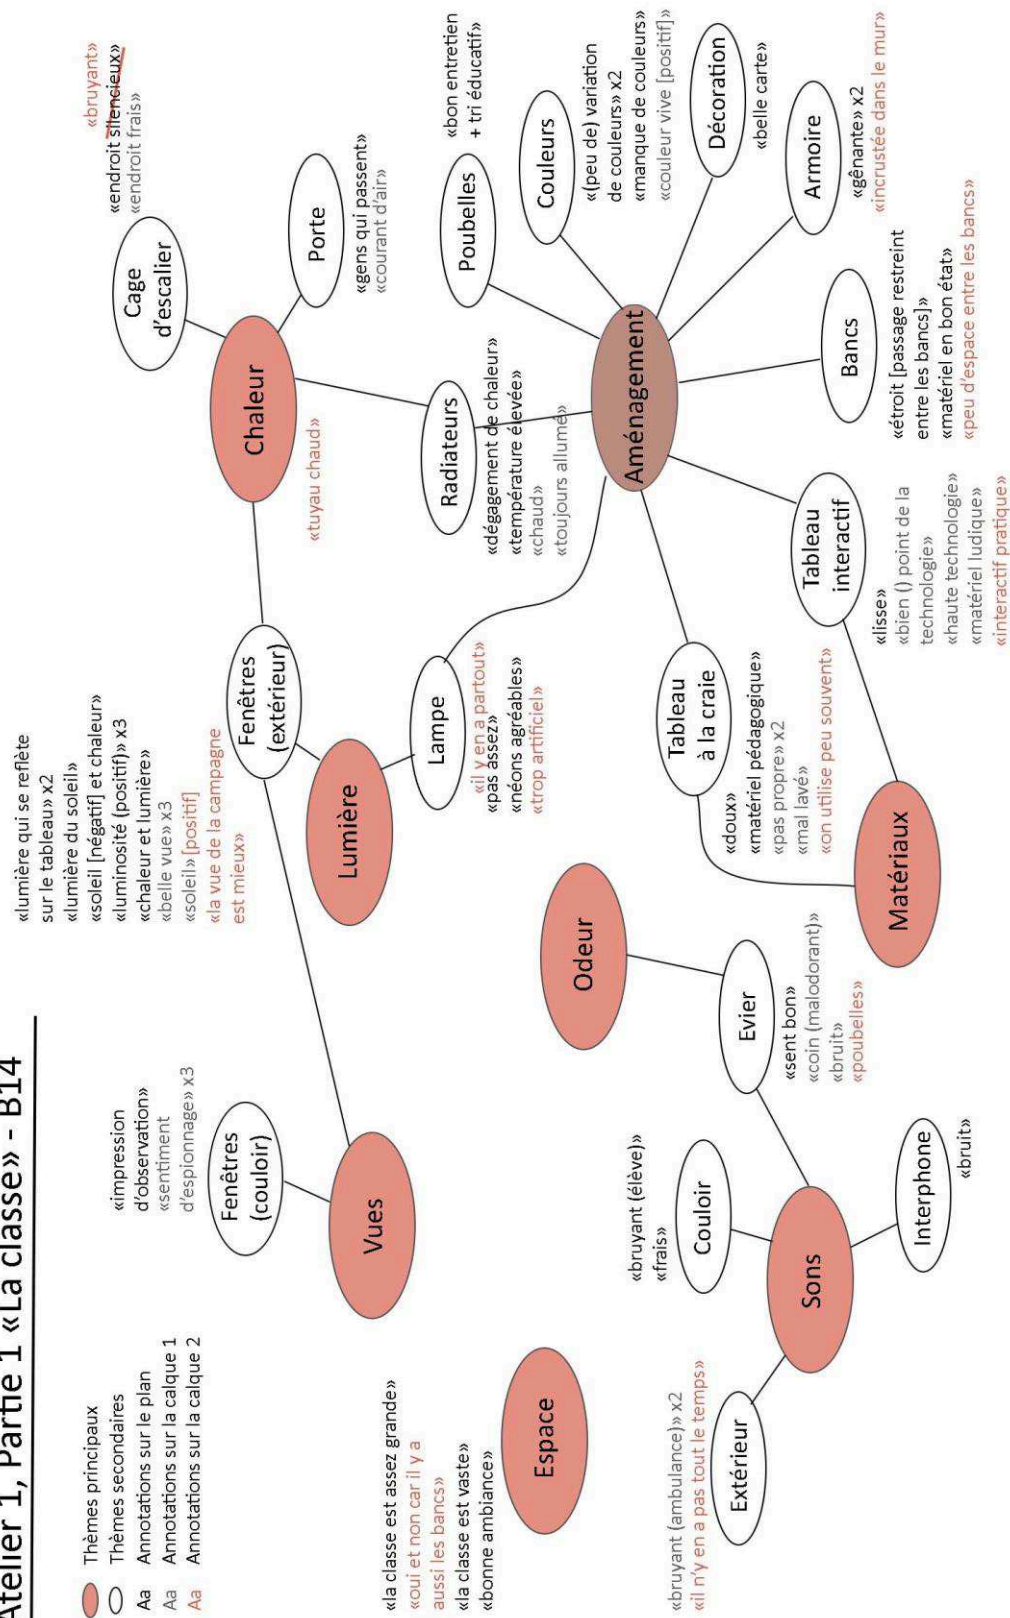 Atelier 1, Partie 1 «La classe» - B14
Thèmes principaux
Thèmes secondaires
Aa Annotations sur le plan
Aa Annotations sur la calque 1
Aa Annotations sur la calque 2
«impression
d'observation»
«sentiment
d'espionnage» x3
Fenêtres
(couloir)
Vues
«lumière qui se reflète
sur le tableau» x2
«lumière du soleil»
«soleil [négatif] et chaleur»
«luminosité (positif)» x3
«chaleur et lumière»
«belle vue» x3
«soleil» [positif]
«la vue de la campagne
est mieux»
Fenêtres
(extérieur)
Lumière
Lampe
«il y en a partout»
«pas assez»
«néons agréables»
«trop artificiel»
«bruyant»
«endroit silencieux»
«endroit frais»
Cage
d'escalier
Chaleur
«tuyau chaud»
Porte
«gens qui passent»
«courant d'air»
Radiateurs
«dégagement de chaleur»
«température élevée»
«chaud»
«toujours allumé»
«la classe est assez grande»
«oui et non car il y a
aussi les bancs»
«la classe est vaste»
«bonne ambiance»
Espace
Odeur
Evier
«sent bon»
«coin (malodorant)»
«bruit»
«poubelles»
«bruyant (élève)»
«frais»
Couloir
Sons
Interphone
«bruit»
«bruyant (ambulance)» x2
«il n'y en a pas tout le temps»
Extérieur
Tableau
à la craie
«doux»
«matériel pédagogique»
«pas propre» x2
«mal lavé»
«on utilise peu souvent»
Matériaux
Aménagement
Poubelles
«bon entretien
+ tri éducatif»
Couleurs
«(peu de) variation
de couleurs» x2
«manque de couleurs»
«couleur vive [positif]»
Décoration
«belle carte»
Armoire
«gênante» x2
«incrustée dans le mur»
Bancs
«étroit [passage restreint
entre les bancs]»
«matériel en bon état»
«peu d'espace entre les bancs»
Tableau
interactif
«lisse»
«bien () point de la
technologie»
«haute technologie»
«matériel ludique»
«interactif pratique»